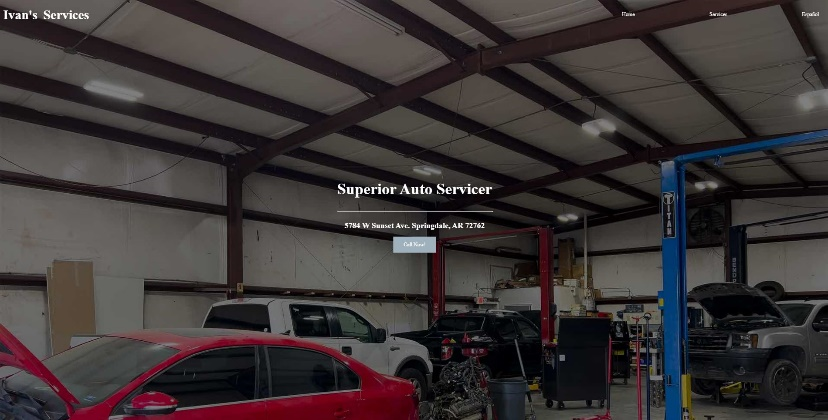 Ivan's Services
Home
Services
Español
Superior Auto Servicer
5784 W Sunset Ave. Springdale, AR 72762
Call Now!
TITAN